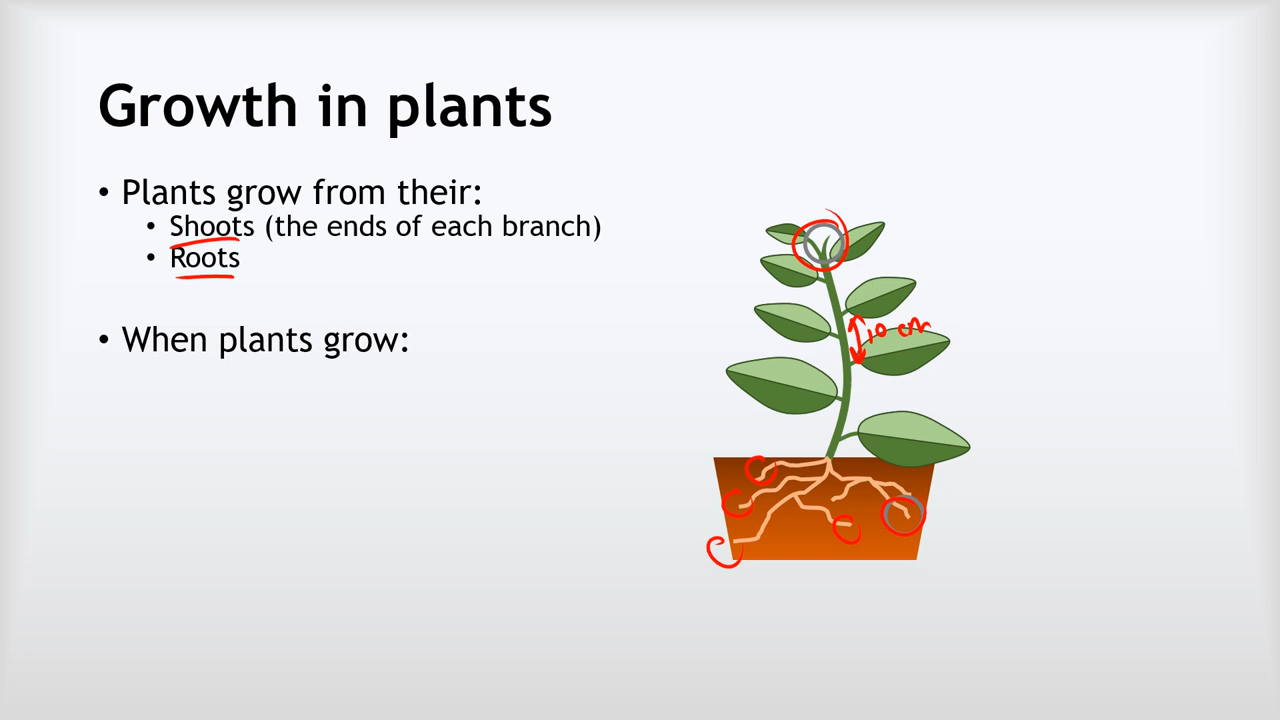 Growth in plants
• Plants grow from their:
• Shoots (the ends of each branch)
• Roots
• When plants grow:
10 cm